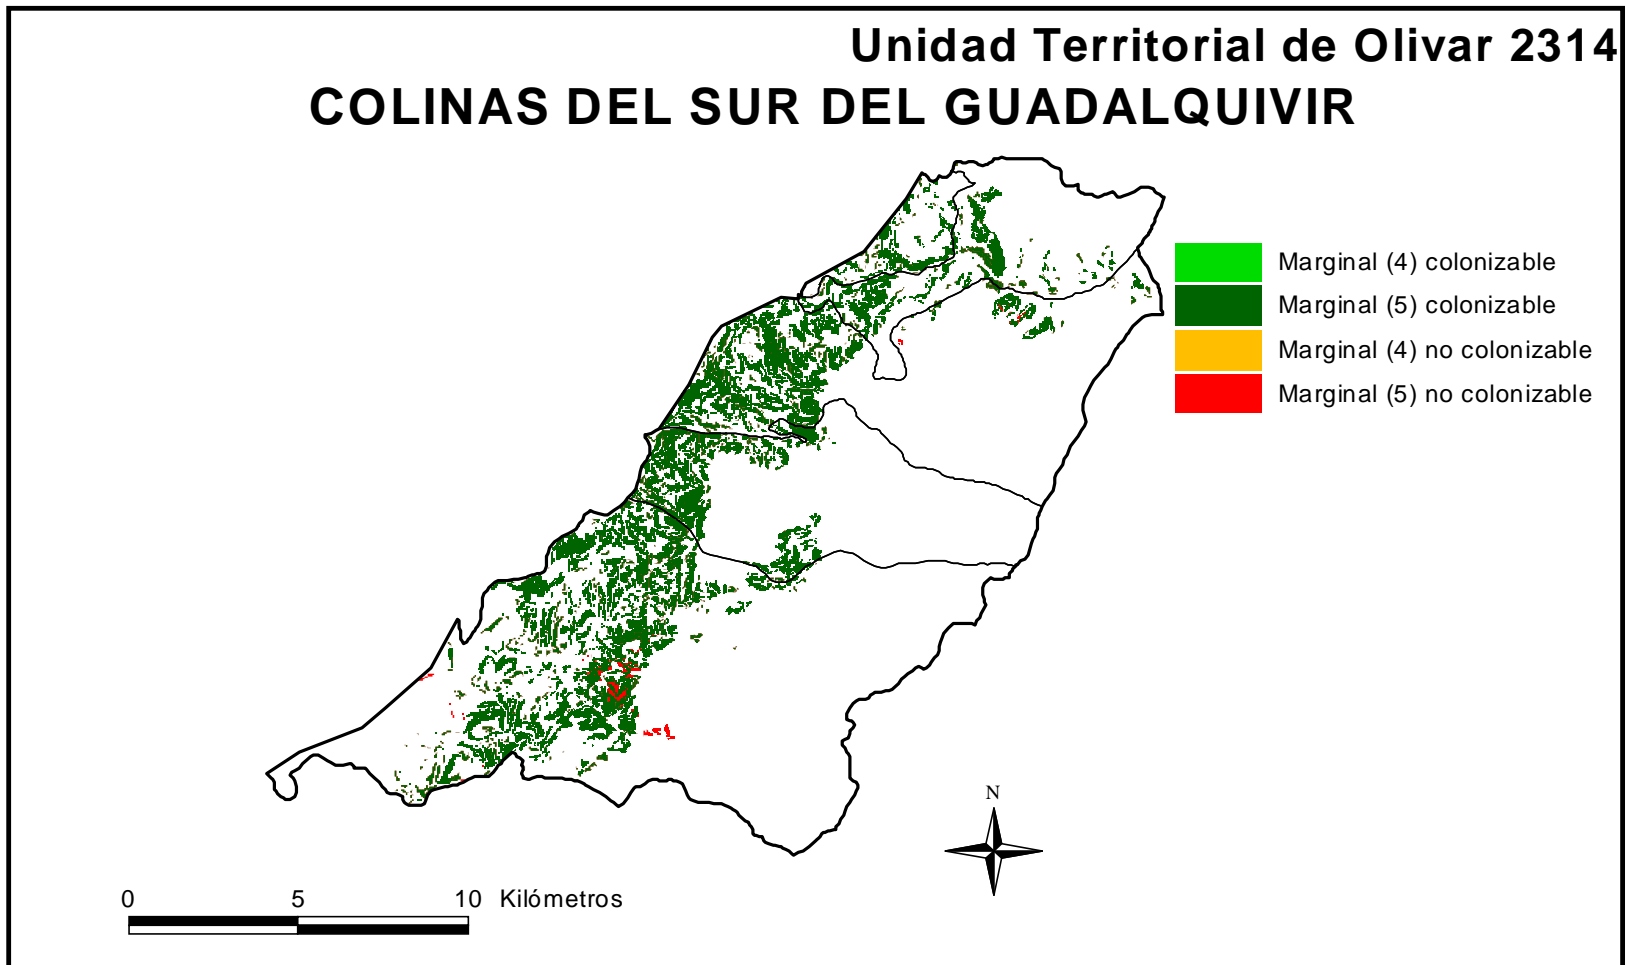 Unidad Territorial de Olivar 2314
COLINAS DEL SUR DEL GUADALQUIVIR
Marginal (4) colonizable
Marginal (5) colonizable
Marginal (4) no colonizable
Marginal (5) no colonizable
N
0 5 10 Kilómetros